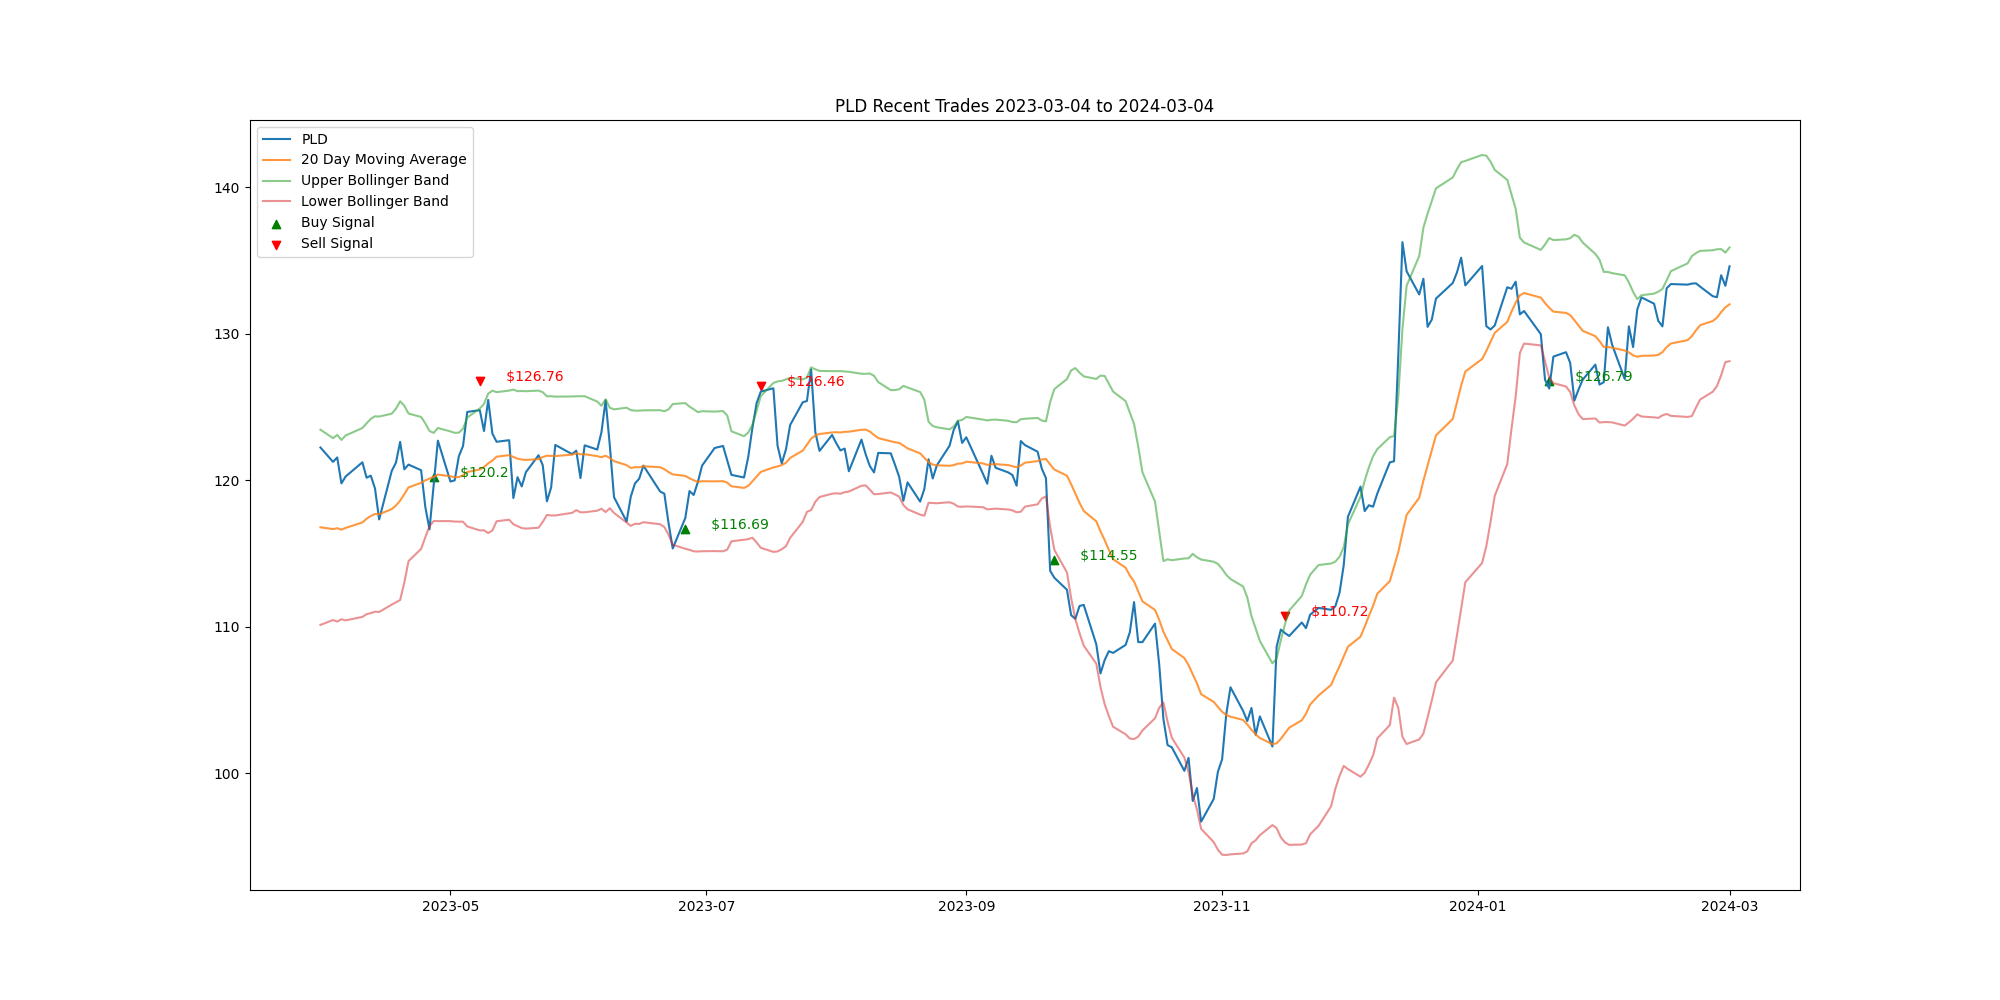 PLD Recent Trades 2023-03-04 to 2024-03-04
PLD
20 Day Moving Average
Upper Bollinger Band
Lower Bollinger Band
Buy Signal
Sell Signal
140
130
120
110
100
$126.76
$126.46
$126.79
$120.2
$116.69
$114.55
$110.72
2023-05
2023-07
2023-09
2023-11
2024-01
2024-03